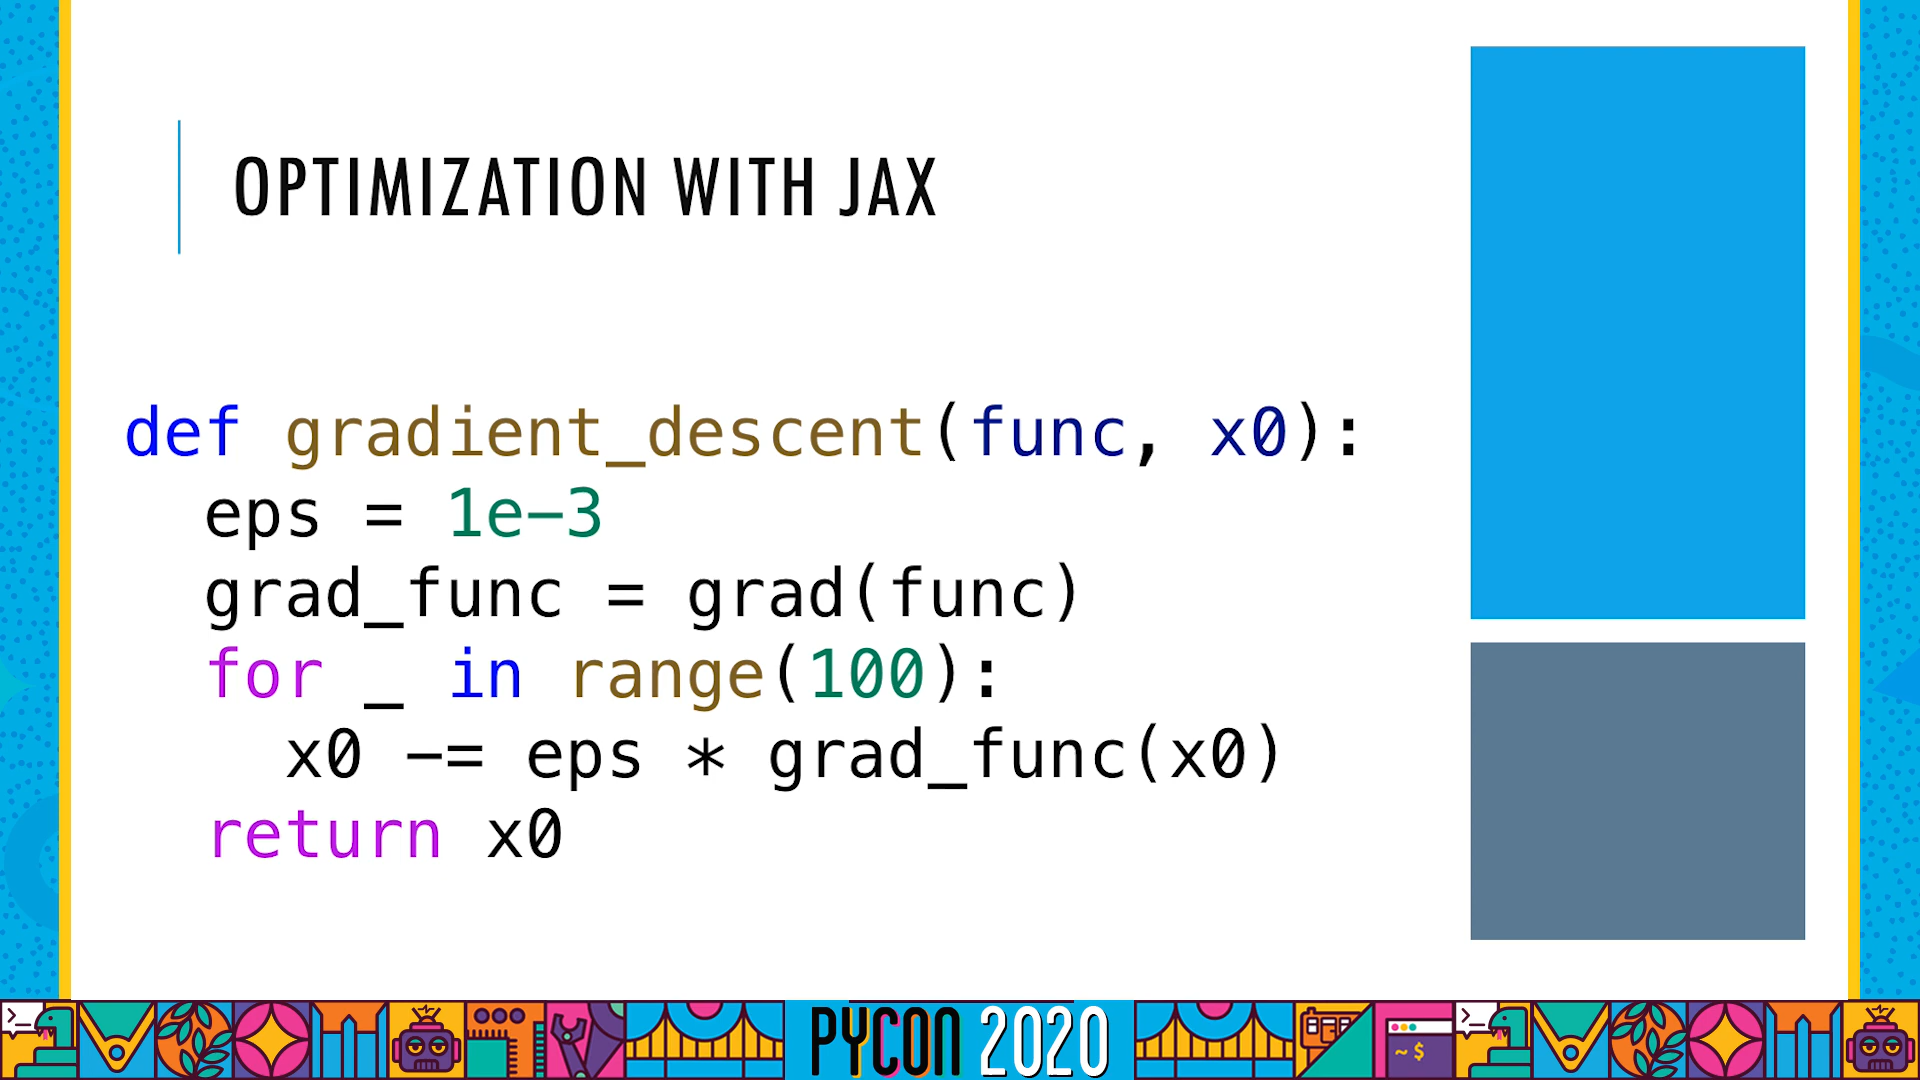 OPTIMIZATION WITH JAX
def gradient_descent(func, x0):
  eps = 1e-3
  grad_func = grad(func)
  for _ in range(100):
    x0 -= eps * grad_func(x0)
  return x0
PYCON 2020
~ $